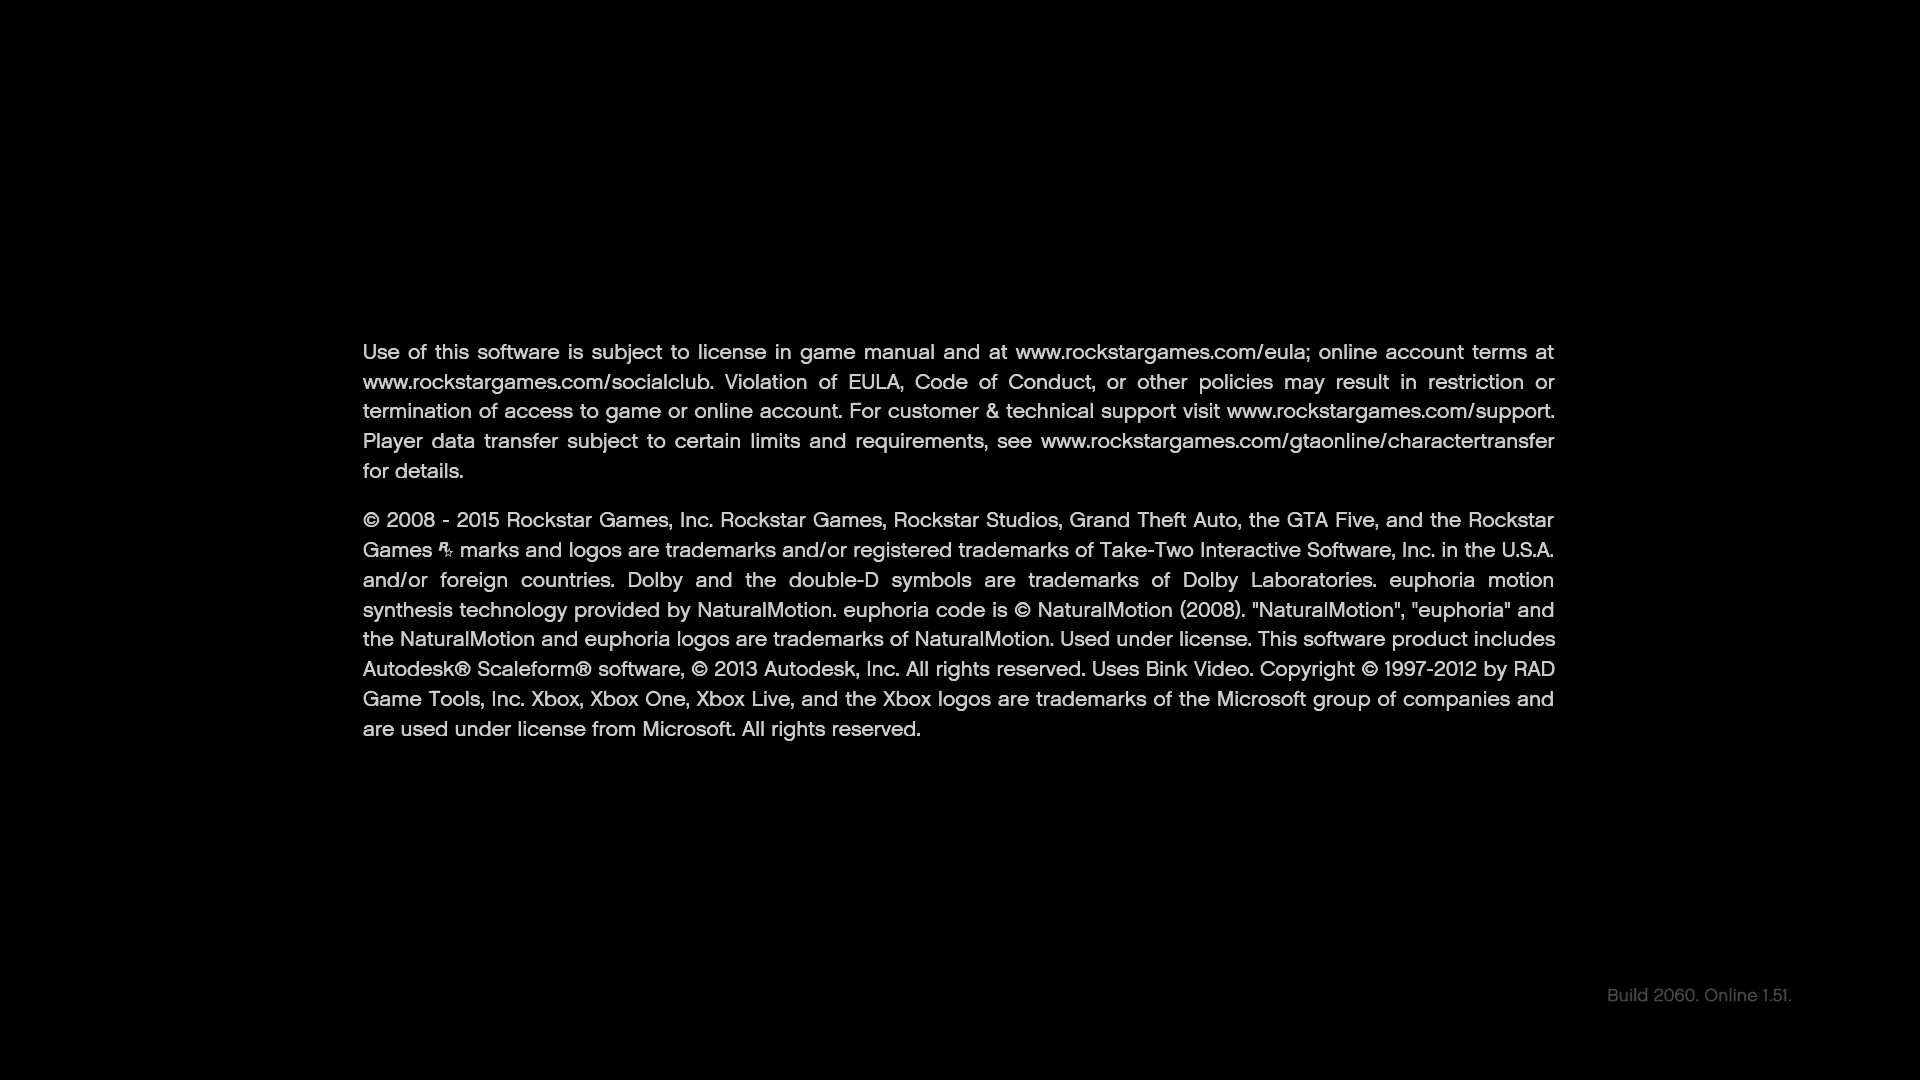 Use of this software is subject to license in game manual and at www.rockstargames.com/eula; online account terms at
www.rockstargames.com/socialclub. Violation of EULA, Code of Conduct, or other policies may result in restriction or
termination of access to game or online account. For customer & technical support visit www.rockstargames.com/support.
Player data transfer subject to certain limits and requirements, see www.rockstargames.com/gtaonline/charactertransfer
for details.
© 2008 - 2015 Rockstar Games, Inc. Rockstar Games, Rockstar Studios, Grand Theft Auto, the GTA Five, and the Rockstar
Games R* marks and logos are trademarks and/or registered trademarks of Take-Two Interactive Software, Inc. in the U.S.A.
and/or foreign countries. Dolby and the double-D symbols are trademarks of Dolby Laboratories. euphoria motion
synthesis technology provided by NaturalMotion. euphoria code is © NaturalMotion (2008). "NaturalMotion", "euphoria" and
the NaturalMotion and euphoria logos are trademarks of NaturalMotion. Used under license. This software product includes
Autodesk® Scaleform® software, © 2013 Autodesk, Inc. All rights reserved. Uses Bink Video. Copyright © 1997-2012 by RAD
Game Tools, Inc. Xbox, Xbox One, Xbox Live, and the Xbox logos are trademarks of the Microsoft group of companies and
are used under license from Microsoft. All rights reserved.
Build 2060. Online 1.51.